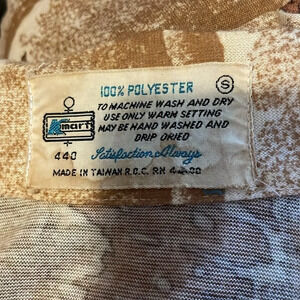 100% POLYESTER
S
TO MACHINE WASH AND DRY
USE ONLY WARM SETTING
MAY BE HAND WASHED AND
DRIP DRIED
Kmart
440 Satisfaction Always
MADE IN TAIWAN R.O.C. RN